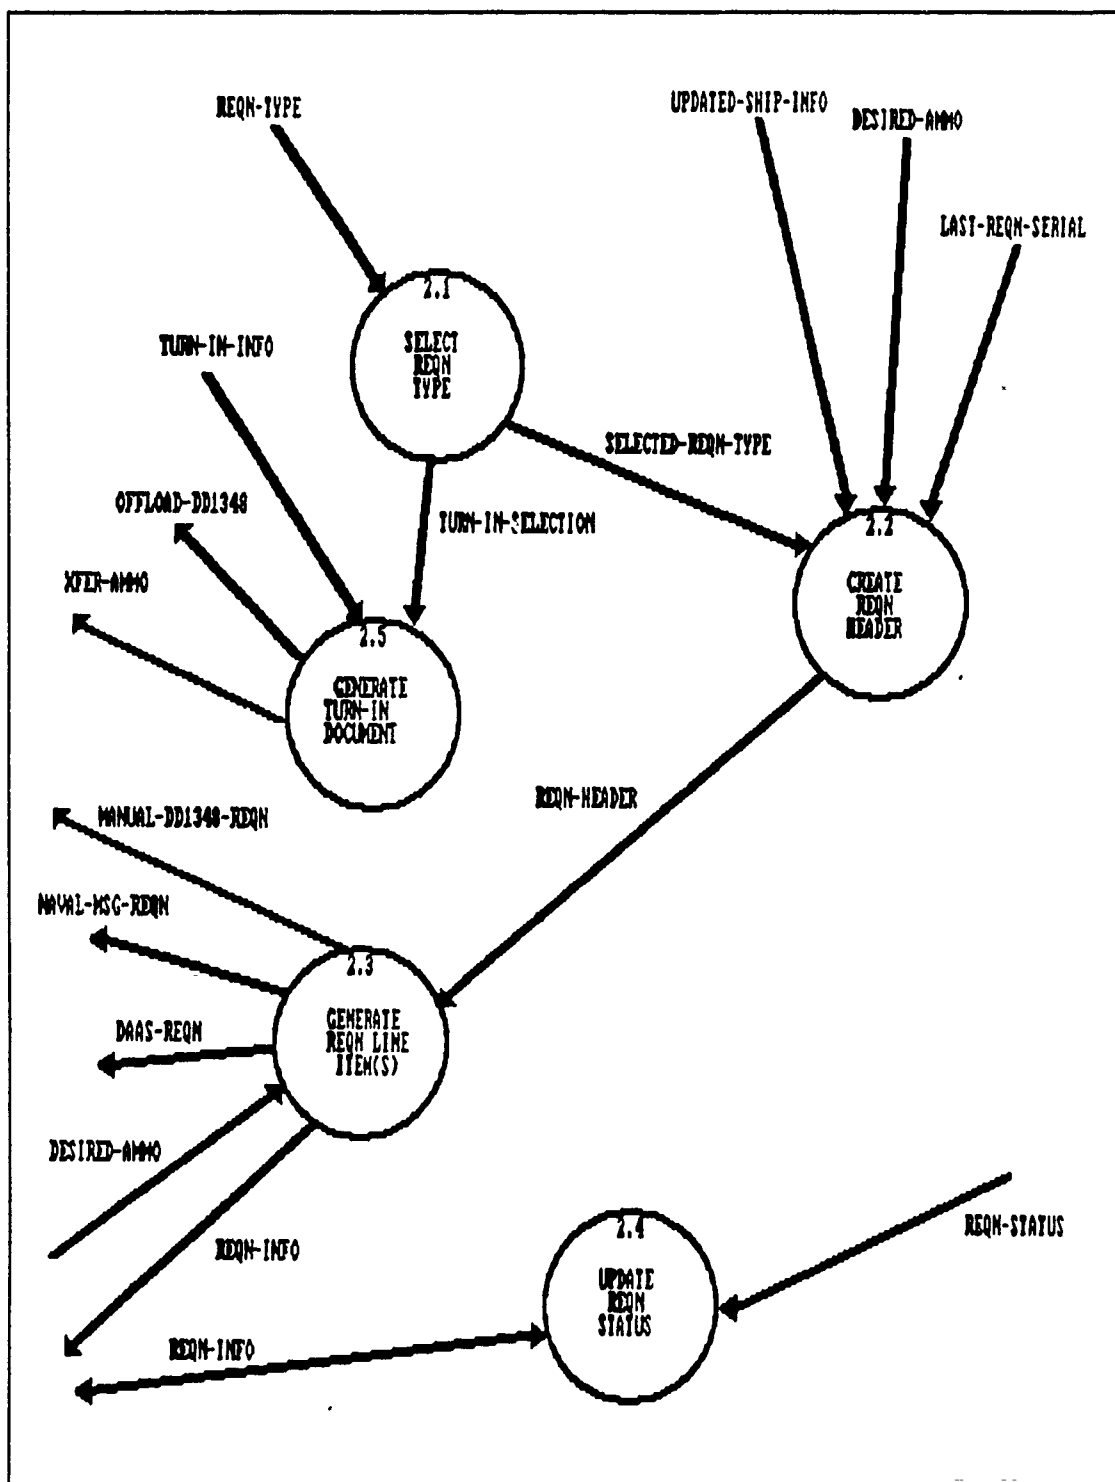 REQN-TYPE
UPDATED-SHIP-INFO
DESIRED-AMMO
LAST-REQN-SERIAL
2.1
SELECT
REQN
TYPE
TURN-IN-INFO
SELECTED-REQN-TYPE
OFFLOAD-DD1348
TURN-IN-SELECTION
2.2
CREATE
REQN
HEADER
XFER-AMMO
2.5
GENERATE
TURN-IN
DOCUMENT
REQN-HEADER
MANUAL-DD1348-REQN
NAVAL-MSG-REQN
2.3
GENERATE
REQN LINE
ITEM(S)
DAAS-REQN
DESIRED-AMMO
REQN-INFO
2.4
UPDATE
REQN
STATUS
REQN-STATUS
REQN-INFO